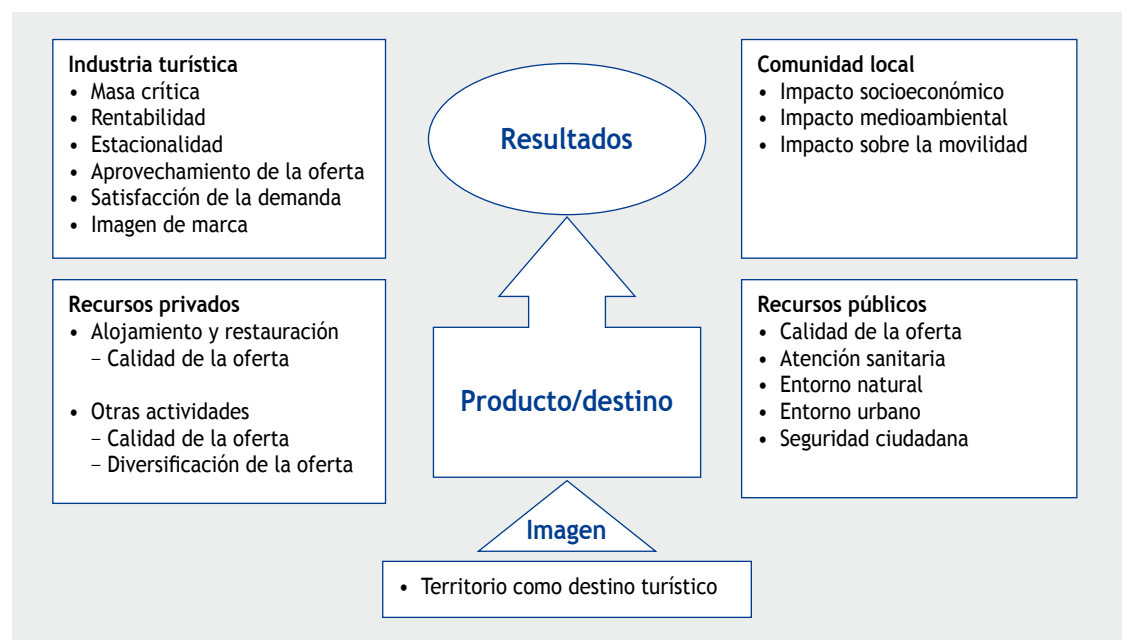 Industria turística
• Masa crítica
• Rentabilidad
• Estacionalidad
• Aprovechamiento de la oferta
• Satisfacción de la demanda
• Imagen de marca
Resultados
Comunidad local
• Impacto socioeconómico
• Impacto medioambiental
• Impacto sobre la movilidad
Recursos privados
• Alojamiento y restauración
– Calidad de la oferta
• Otras actividades
– Calidad de la oferta
– Diversificación de la oferta
Producto/destino
Recursos públicos
• Calidad de la oferta
• Atención sanitaria
• Entorno natural
• Entorno urbano
• Seguridad ciudadana
Imagen
• Territorio como destino turístico